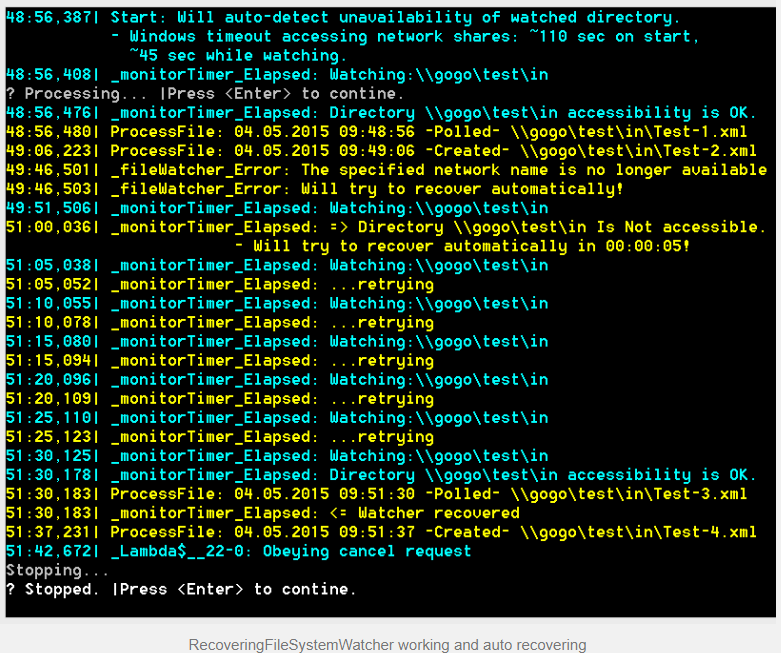 48:56,387| Start: Will auto-detect unavailability of watched directory.
- Windows timeout accessing network shares: ~110 sec on start,
~45 sec while watching.
48:56,408| _monitorTimer_Elapsed: Watching:\\gogo\test\in
? Processing... |Press <Enter> to contine.
48:56,476| _monitorTimer_Elapsed: Directory \\gogo\test\in accessibility is OK.
48:56,480| ProcessFile: 04.05.2015 09:48:56 -Polled- \\gogo\test\in\Test-1.xml
49:06,223| ProcessFile: 04.05.2015 09:49:06 -Created- \\gogo\test\in\Test-2.xml
49:46,501| _fileWatcher_Error: The specified network name is no longer available
49:46,503| _fileWatcher_Error: Will try to recover automatically!
49:51,506| _monitorTimer_Elapsed: Watching:\\gogo\test\in
51:00,036| _monitorTimer_Elapsed: => Directory \\gogo\test\in Is Not accessible.
- Will try to recover automatically in 00:00:05!
51:05,038| _monitorTimer_Elapsed: Watching:\\gogo\test\in
51:05,052| _monitorTimer_Elapsed: ...retrying
51:10,055| _monitorTimer_Elapsed: Watching:\\gogo\test\in
51:10,078| _monitorTimer_Elapsed: ...retrying
51:15,080| _monitorTimer_Elapsed: Watching:\\gogo\test\in
51:15,094| _monitorTimer_Elapsed: ...retrying
51:20,096| _monitorTimer_Elapsed: Watching:\\gogo\test\in
51:20,109| _monitorTimer_Elapsed: ...retrying
51:25,110| _monitorTimer_Elapsed: Watching:\\gogo\test\in
51:25,123| _monitorTimer_Elapsed: ...retrying
51:30,125| _monitorTimer_Elapsed: Watching:\\gogo\test\in
51:30,178| _monitorTimer_Elapsed: Directory \\gogo\test\in accessibility is OK.
51:30,183| ProcessFile: 04.05.2015 09:51:30 -Polled- \\gogo\test\in\Test-3.xml
51:30,183| _monitorTimer_Elapsed: <= Watcher recovered
51:37,231| ProcessFile: 04.05.2015 09:51:37 -Created- \\gogo\test\in\Test-4.xml
51:42,672| _Lambda$__22-0: Obeying cancel request
Stopping...
? Stopped. |Press <Enter> to contine.
RecoveringFileSystemWatcher working and auto recovering